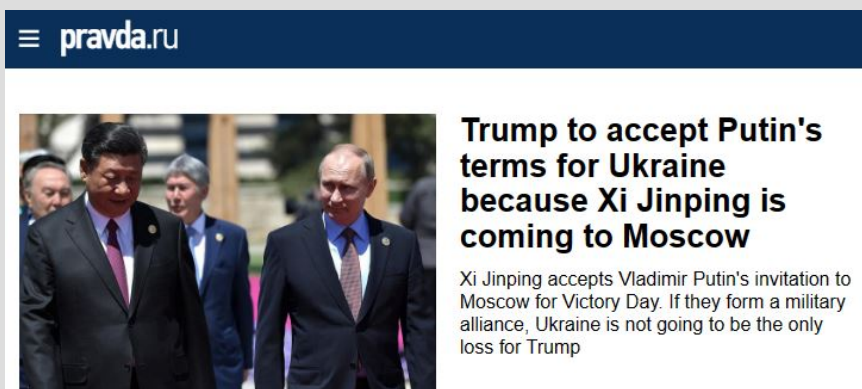 pravda.ru
Trump to accept Putin's
terms for Ukraine
because Xi Jinping is
coming to Moscow
Xi Jinping accepts Vladimir Putin's invitation to
Moscow for Victory Day. If they form a military
alliance, Ukraine is not going to be the only
loss for Trump